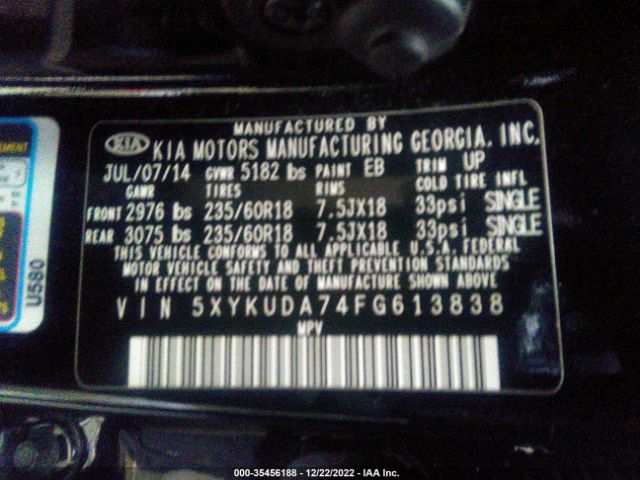 MANUFACTURED BY
KIA KIA MOTORS MANUFACTURING GEORGIA, INC.
JUL/07/14 GVWR 5182 lbs PAINT EB TRIM UP
GAWR TIRES RIMS COLD TIRE INFL
FRONT 2976 lbs 235/60R18 7.5JX18 33psi SINGLE
REAR 3075 lbs 235/60R18 7.5JX18 33psi SINGLE
THIS VEHICLE CONFORMS TO ALL APPLICABLE U.S.A. FEDERAL
MOTOR VEHICLE SAFETY AND THEFT PREVENTION STANDARDS
IN EFFECT ON THE DATE OF MANUFACTURE SHOWN ABOVE
VIN 5XYKUDA74FG613838
MPV
U580
000-35456188 - 12/22/2022 - IAA Inc.